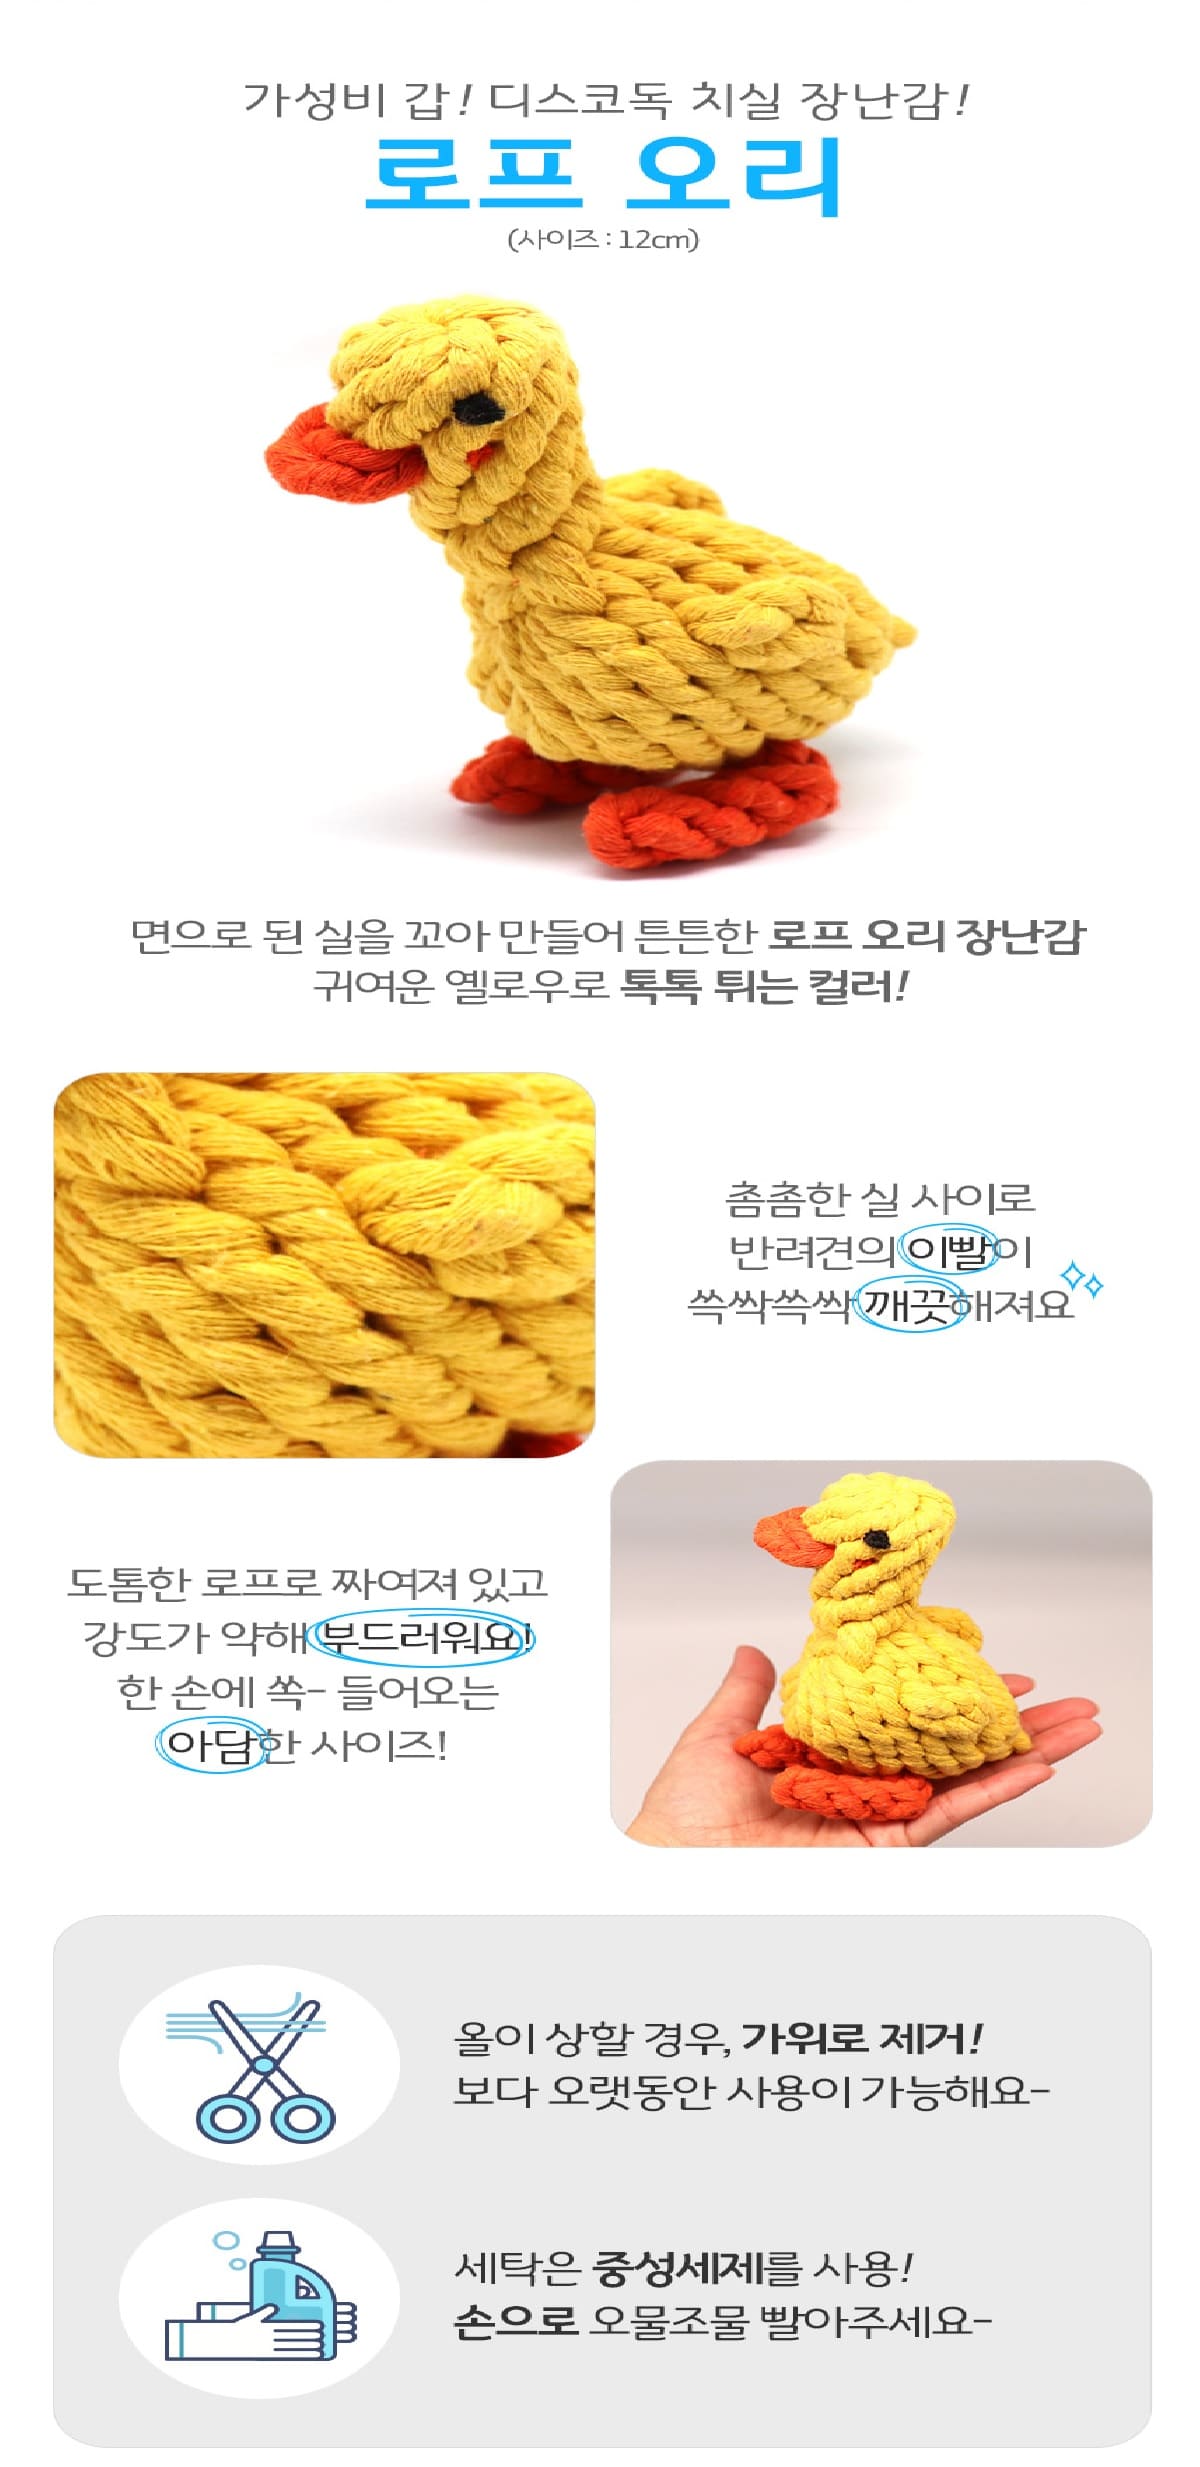 가성비 갑! 디스코독 치실 장난감!
로프 오리
(사이즈 : 12cm)
면으로 된 실을 꼬아 만들어 튼튼한 로프 오리 장난감
귀여운 옐로우로 톡톡 튀는 컬러!
촘촘한 실 사이로
반려견의 이빨이
쓱싹쓱싹 깨끗해져요
도톰한 로프로 짜여져 있고
강도가 약해 부드러워요!
한 손에 쏙- 들어오는
아담한 사이즈!
올이 상할 경우, 가위로 제거!
보다 오랫동안 사용이 가능해요-
세탁은 중성세제를 사용!
손으로 오물조물 빨아주세요-